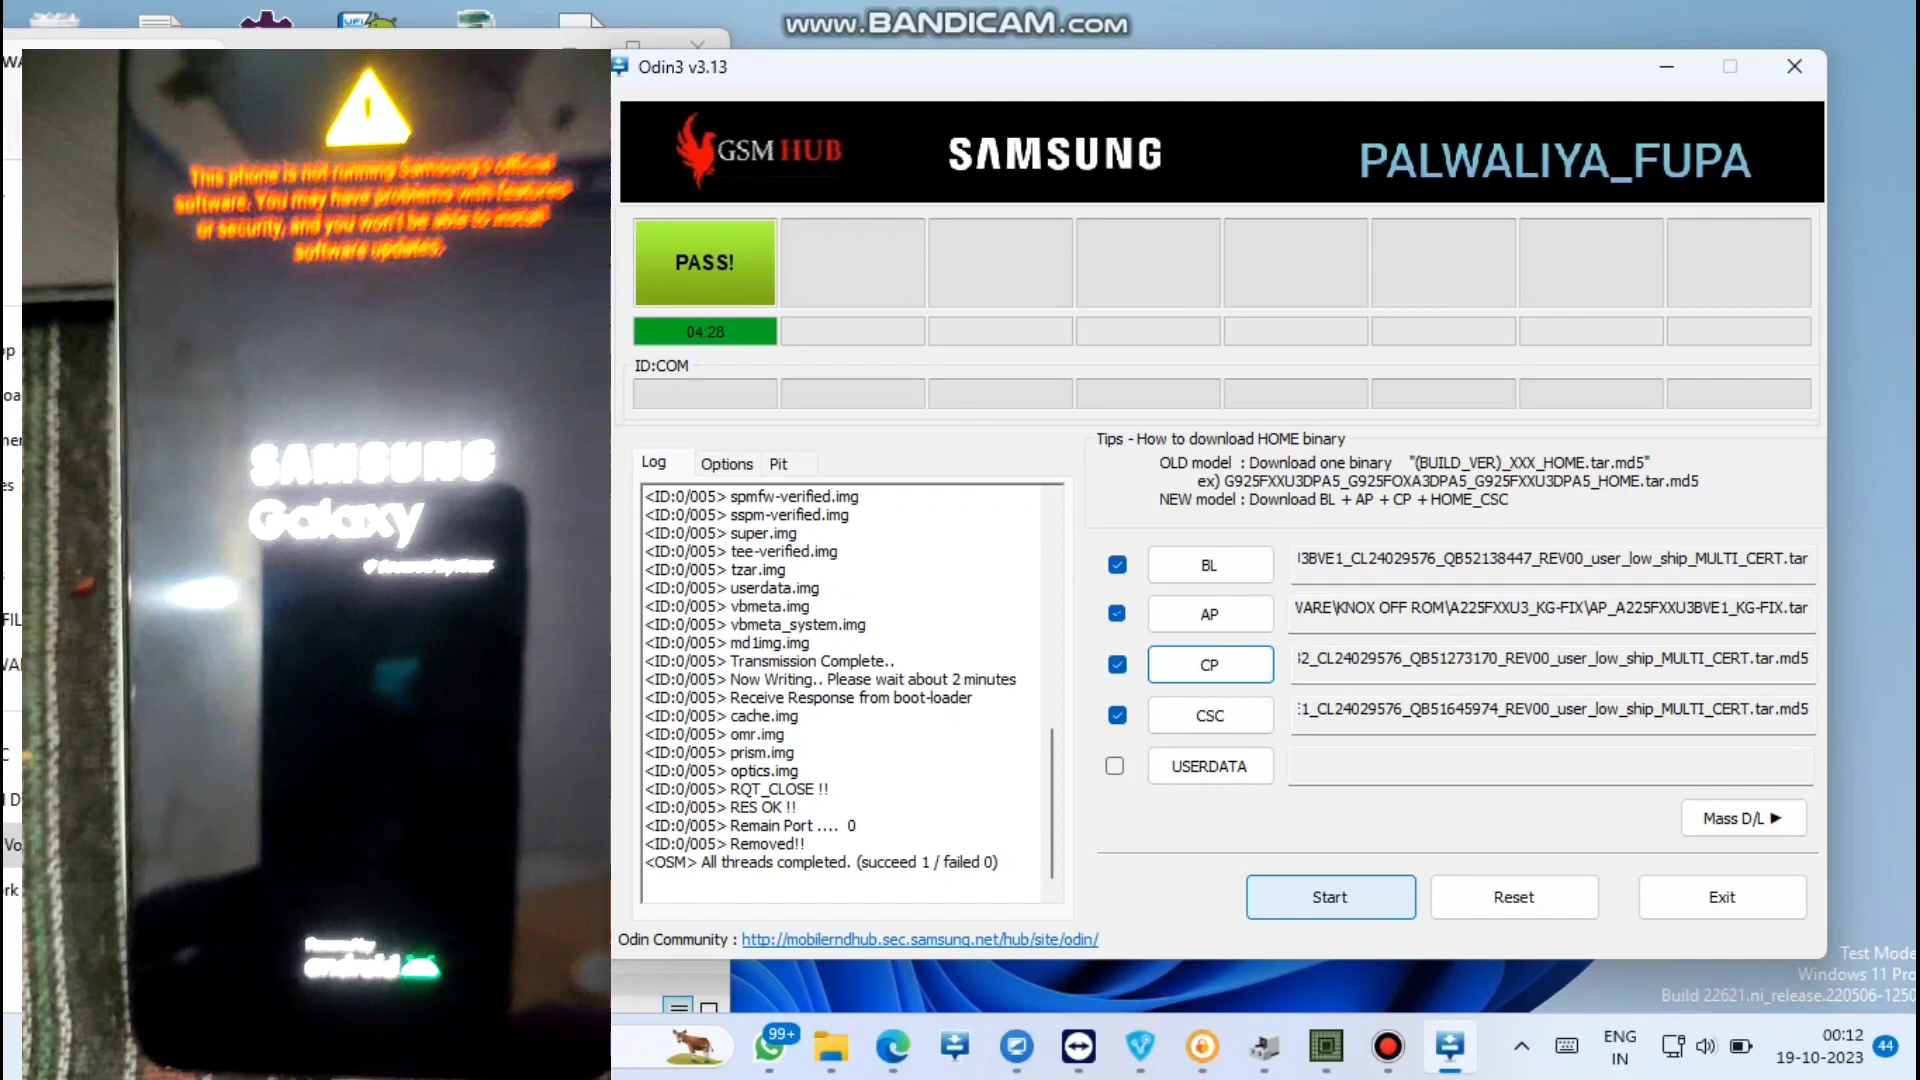 www.BANDICAM.com
Odin3 v3.13
This phone is not running Samsung's official
software. You may have problems with features
or security, and you won't be able to install
software updates.
SAMSUNG
Galaxy
android
GSM HUB
SAMSUNG
PALWALIYA_FUPA
PASS!
04:28
ID:COM
Log
Options
Pit
<ID:0/005> spmfw-verified.img
<ID:0/005> sspm-verified.img
<ID:0/005> super.img
<ID:0/005> tee-verified.img
<ID:0/005> tzar.img
<ID:0/005> userdata.img
<ID:0/005> vbmeta.img
<ID:0/005> vbmeta_system.img
<ID:0/005> md1img.img
<ID:0/005> Transmission Complete..
<ID:0/005> Now Writing.. Please wait about 2 minutes
<ID:0/005> Receive Response from boot-loader
<ID:0/005> cache.img
<ID:0/005> omr.img
<ID:0/005> prism.img
<ID:0/005> optics.img
<ID:0/005> RQT_CLOSE !!
<ID:0/005> RES OK !!
<ID:0/005> Remain Port .... 0
<ID:0/005> Removed!!
<OSM> All threads completed. (succeed 1 / failed 0)
Tips - How to download HOME binary
OLD model : Download one binary "(BUILD_VER)_XXX_HOME.tar.md5"
ex) G925FXXU3DPA5_G925FOXA3DPA5_G925FXXU3DPA5_HOME.tar.md5
NEW model : Download BL + AP + CP + HOME_CSC
BL
J3BVE1_CL24029576_QB52138447_REV00_user_low_ship_MULTI_CERT.tar
AP
VARE\KNOX OFF ROM\A225FXXU3_KG-FIX\AP_A225FXXU3BVE1_KG-FIX.tar
CP
32_CL24029576_QB51273170_REV00_user_low_ship_MULTI_CERT.tar.md5
CSC
E1_CL24029576_QB51645974_REV00_user_low_ship_MULTI_CERT.tar.md5
USERDATA
Mass D/L ▶
Start
Reset
Exit
Odin Community : http://mobilerndhub.sec.samsung.net/hub/site/odin/
Test Mode
Windows 11 Pro
Build 22621.ni_release.220506-1250
99+
ENG
IN
00:12
19-10-2023
44